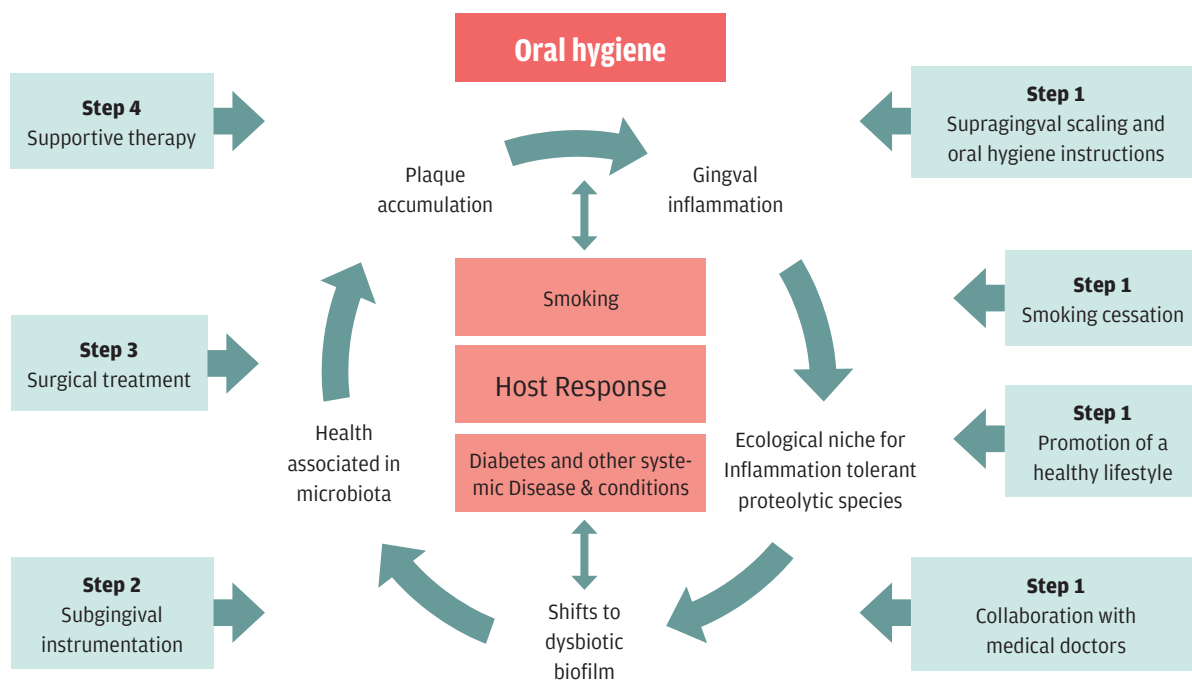 Oral hygiene
Step 4
Supportive therapy
Step 1
Supragingval scaling and
oral hygiene instructions
Plaque
accumulation
Gingval
inflammation
Smoking
Step 1
Smoking cessation
Step 3
Surgical treatment
Host Response
Step 1
Promotion of a
healthy lifestyle
Health
associated in
microbiota
Diabetes and other syste-
mic Disease & conditions
Ecological niche for
Inflammation tolerant
proteolytic species
Step 2
Subgingival
instrumentation
Shifts to
dysbiotic
biofilm
Step 1
Collaboration with
medical doctors